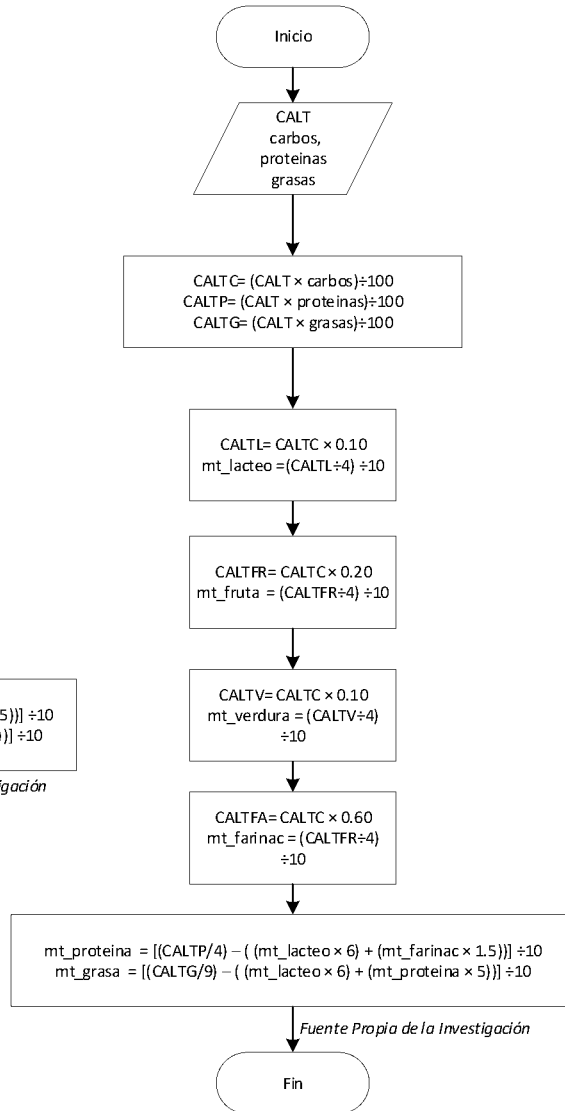 Inicio
CALT
carbos,
proteinas
grasas
CALTC= (CALT × carbos)÷100
CALTP= (CALT × proteinas)÷100
CALTG= (CALT × grasas)÷100
CALTL= CALTC × 0.10
mt_lacteo =(CALTL÷4) ÷10
CALTFR= CALTC × 0.20
mt_fruta = (CALTFR÷4) ÷10
CALTV= CALTC × 0.10
mt_verdura = (CALTV÷4)
÷10
5))] ÷10
))] ÷10
CALTFA= CALTC × 0.60
mt_farinac = (CALTFR÷4)
÷10
mt_proteina = [(CALTP/4) – ( (mt_lacteo × 6) + (mt_farinac × 1.5))] ÷10
mt_grasa = [(CALTG/9) – ( (mt_lacteo × 6) + (mt_proteina × 5))] ÷10
Fuente Propia de la Investigación
Fin